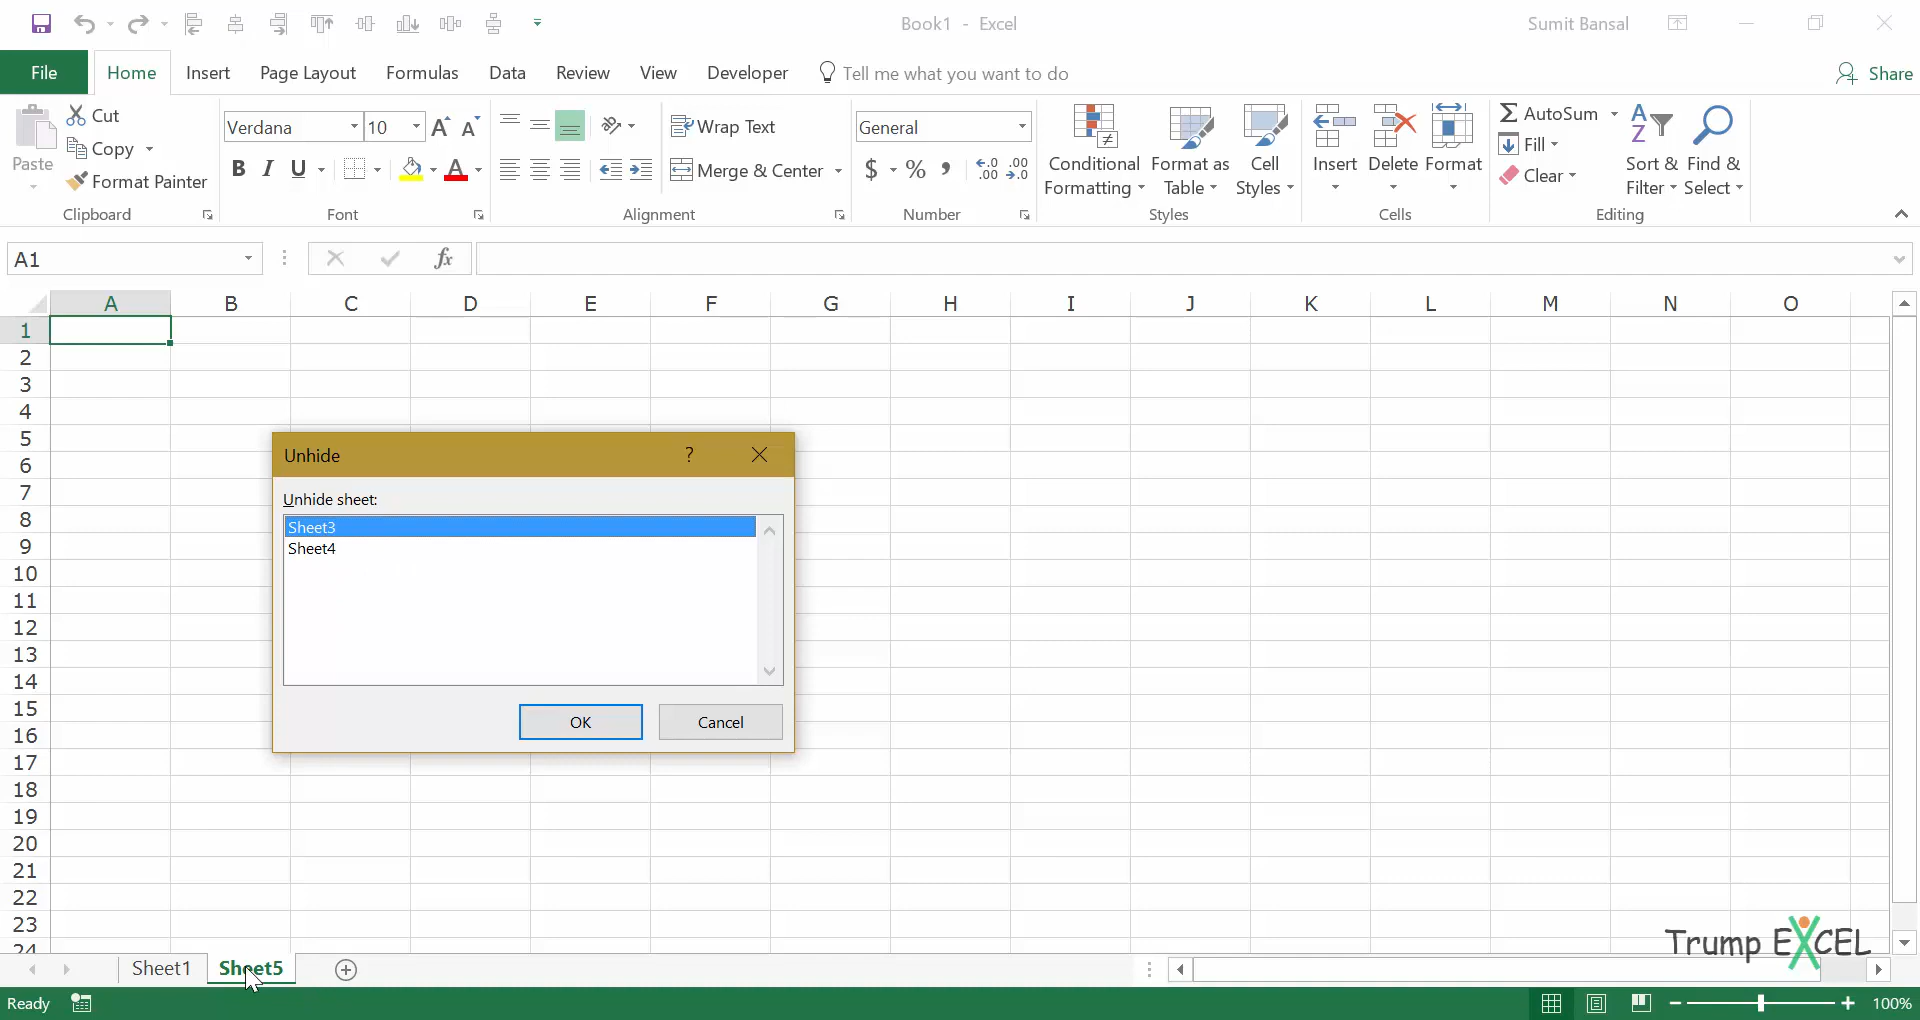 Book1 - Excel
Sumit Bansal
File Home Insert Page Layout Formulas Data Review View Developer Tell me what you want to do Share
Paste
Cut
Copy
Format Painter
Clipboard
Verdana 10
B I U A
Font
Wrap Text
Merge & Center
Alignment
General
$ % ,
Number
Conditional Formatting
Format as Table
Cell Styles
Styles
Insert
Delete
Format
Cells
AutoSum
Fill
Clear
Sort & Filter
Find & Select
Editing
A1 fx
A B C D E F G H I J K L M N O
1
2
3
4
5
6
7
8
9
10
11
12
13
14
15
16
17
18
19
20
21
22
23
24
Unhide ?
Unhide sheet:
Sheet3
Sheet4
OK Cancel
Trump EXCEL
Sheet1 Sheet5
Ready 100%